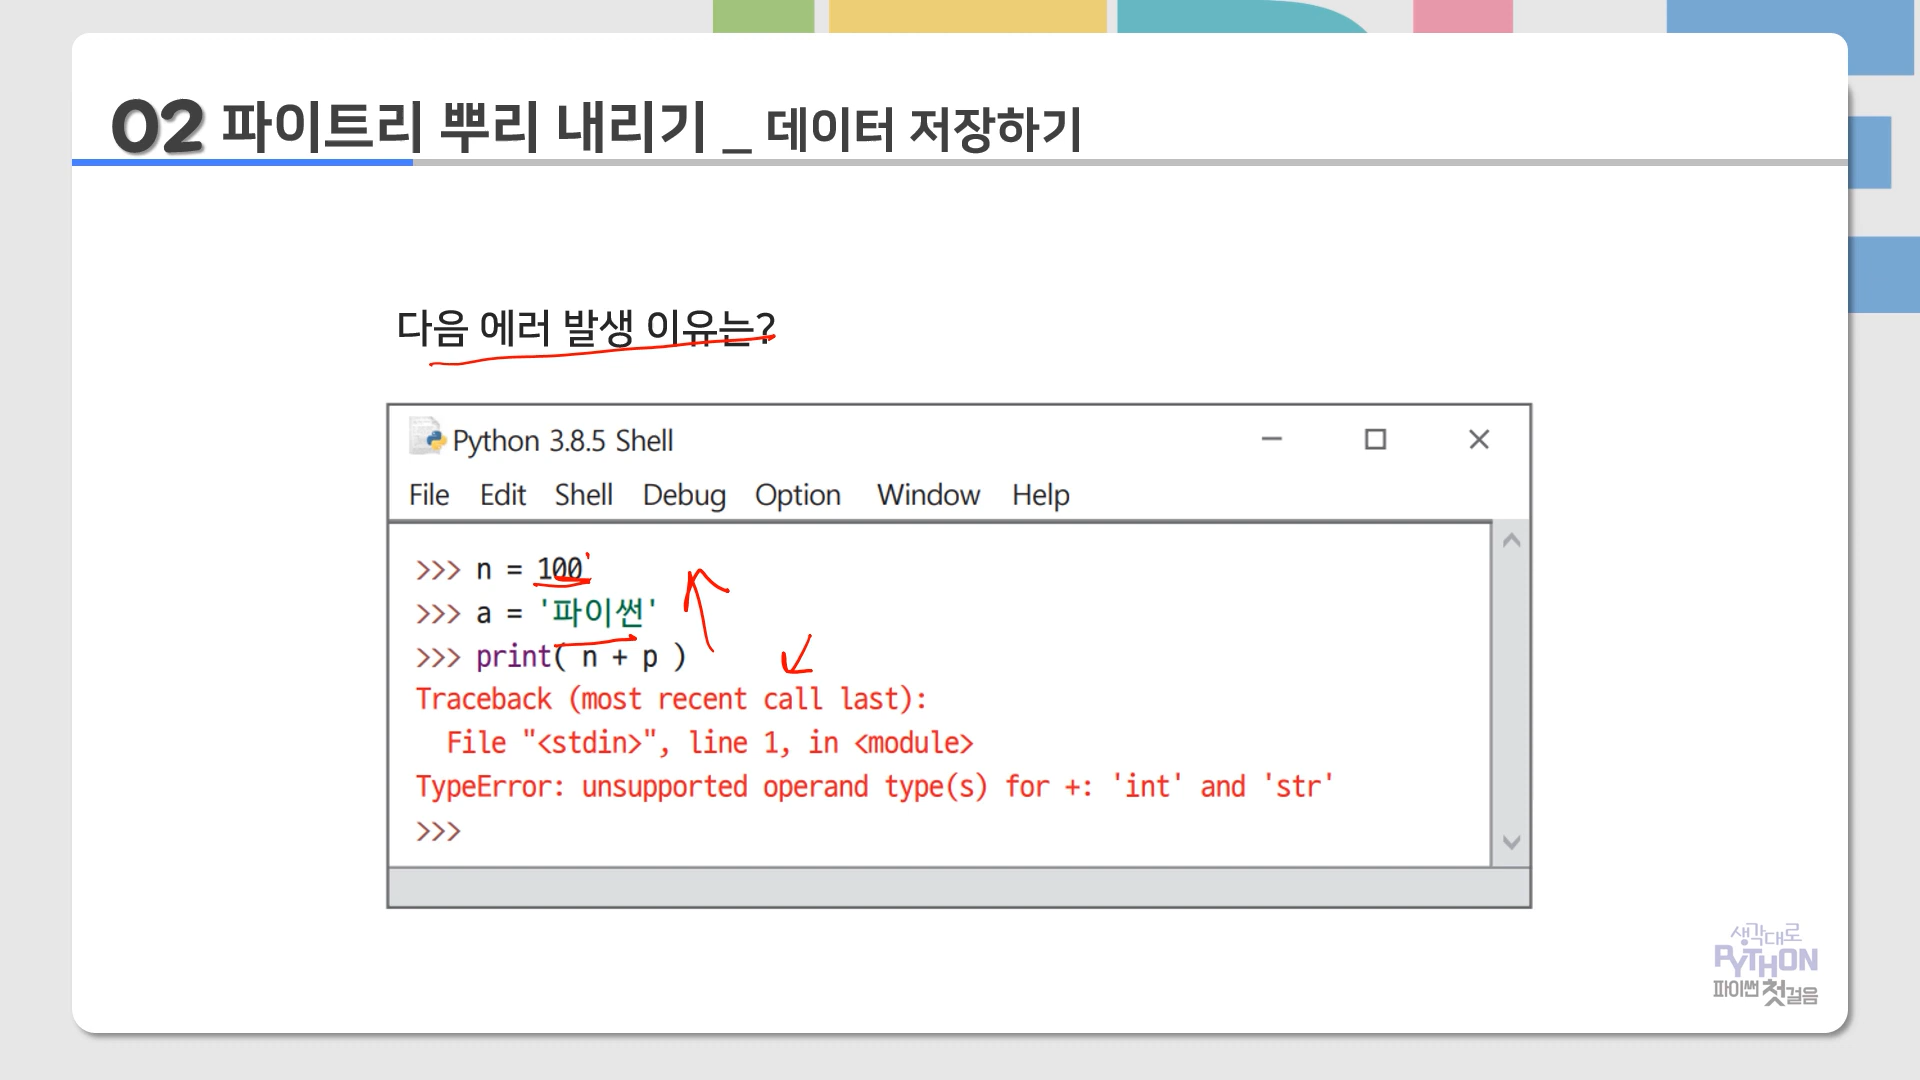 02 파이트리 뿌리 내리기 _ 데이터 저장하기
다음 에러 발생 이유는?
Python 3.8.5 Shell
File Edit Shell Debug Option Window Help
>>> n = 100
>>> a = '파이썬'
>>> print( n + p )
Traceback (most recent call last):
  File "<stdin>", line 1, in <module>
TypeError: unsupported operand type(s) for +: 'int' and 'str'
>>>
생각대로
PYTHON
파이썬 첫걸음